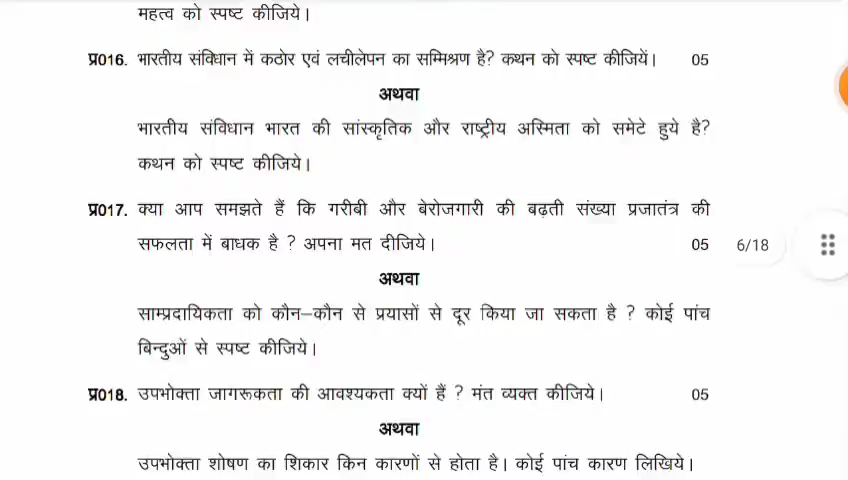 महत्व को स्पष्ट कीजिये।
प्र016. भारतीय संविधान में कठोर एवं लचीलेपन का सम्मिश्रण है? कथन को स्पष्ट कीजियें। 05
अथवा
भारतीय संविधान भारत की सांस्कृतिक और राष्ट्रीय अस्मिता को समेटे हुये है?
कथन को स्पष्ट कीजिये।
प्र017. क्या आप समझते हैं कि गरीबी और बेरोजगारी की बढ़ती संख्या प्रजातंत्र की
सफलता में बाधक है ? अपना मत दीजिये। 05 6/18
अथवा
साम्प्रदायिकता को कौन–कौन से प्रयासों से दूर किया जा सकता है ? कोई पांच
बिन्दुओं से स्पष्ट कीजिये।
प्र018. उपभोक्ता जागरूकता की आवश्यकता क्यों हैं ? मंत व्यक्त कीजिये। 05
अथवा
उपभोक्ता शोषण का शिकार किन कारणों से होता है। कोई पांच कारण लिखिये।